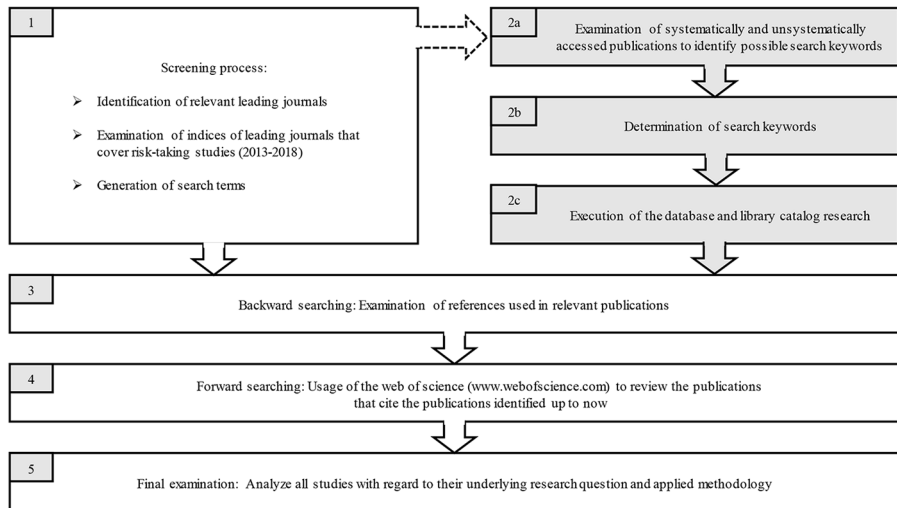 1
Screening process:
➤ Identification of relevant leading journals
➤ Examination of indices of leading journals that
cover risk-taking studies (2013-2018)
➤ Generation of search terms
2a
Examination of systematically and unsystematically
accessed publications to identify possible search keywords
2b
Determination of search keywords
2c
Execution of the database and library catalog research
3
Backward searching: Examination of references used in relevant publications
4
Forward searching: Usage of the web of science (www.webofscience.com) to review the publications
that cite the publications identified up to now
5
Final examination: Analyze all studies with regard to their underlying research question and applied methodology